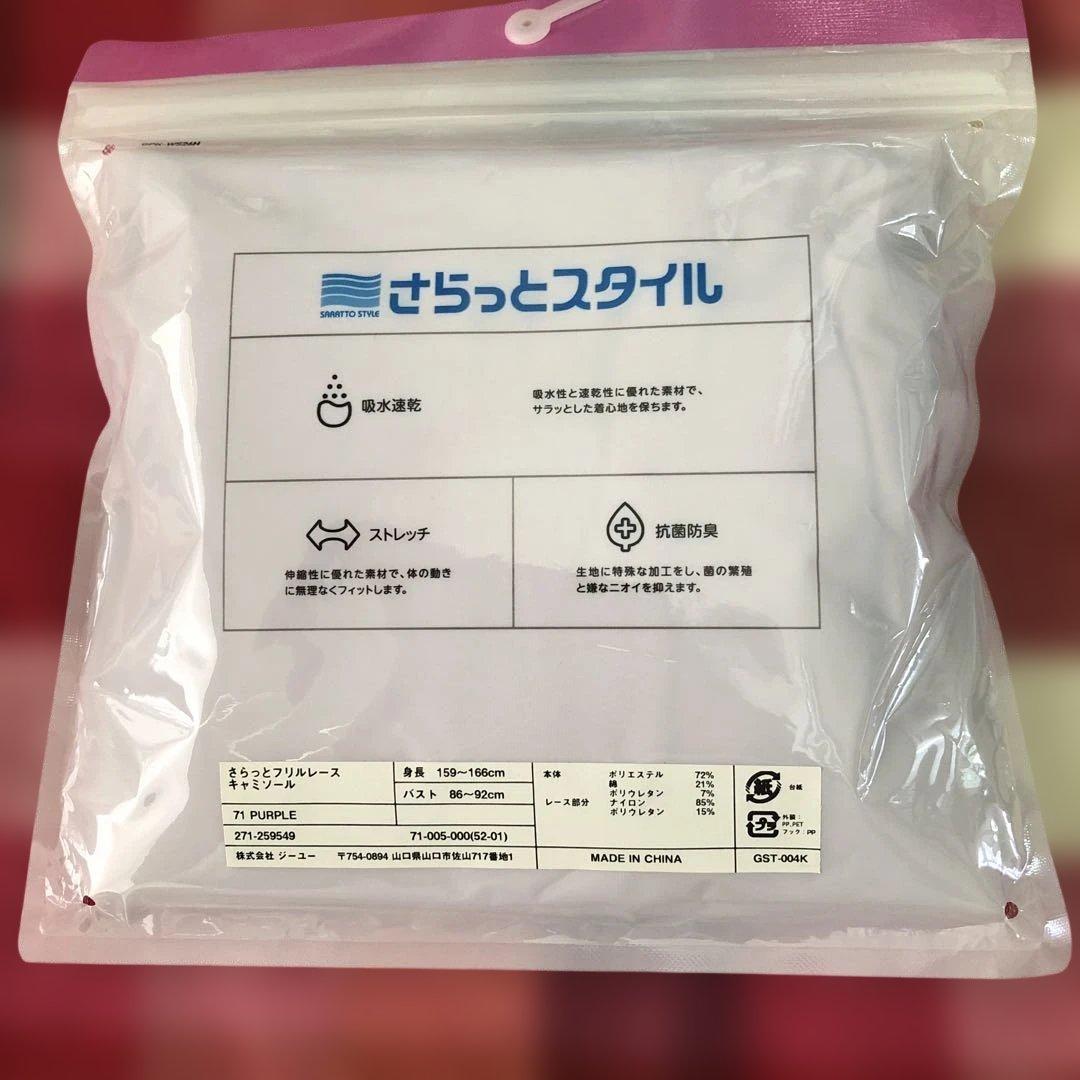 さらっとスタイル
SARATTO STYLE
吸水速乾
吸水性と速乾性に優れた素材で、
サラッとした着心地を保ちます。
ストレッチ
伸縮性に優れた素材で、体の動き
に無理なくフィットします。
抗菌防臭
生地に特殊な加工をし、菌の繁殖
と嫌なニオイを抑えます。
さらっとフリルレース
キャミソール
71 PURPLE
271-259549 71-005-000(52-01)
株式会社 ジーユー 〒754-0894 山口県山口市佐山717番地1
身長 159〜166cm
バスト 86〜92cm
本体 ポリエステル 72%
綿 21%
ポリウレタン 7%
レース部分 ナイロン 85%
ポリウレタン 15%
MADE IN CHINA
紙 台紙
プラ 外装:
PP,PET
フック:PP
GST-004K